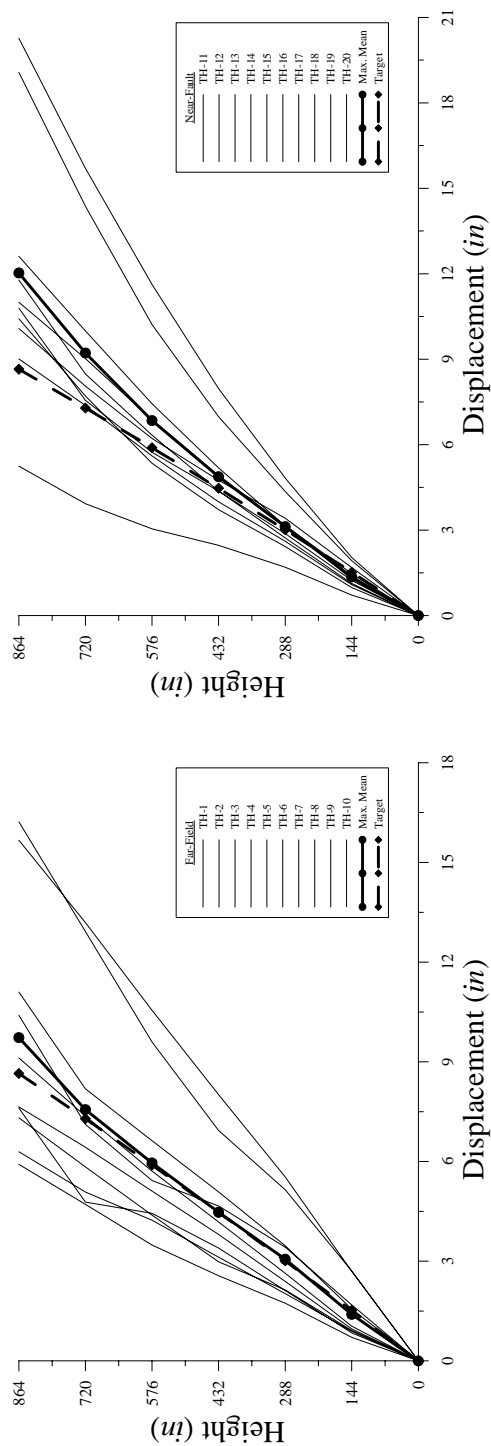 864
720
576
432
288
144
0
Height (in)
0
3
6
9
12
15
18
Displacement (in)
Far-Field
TH-1
TH-2
TH-3
TH-4
TH-5
TH-6
TH-7
TH-8
TH-9
TH-10
Max. Mean
Target
864
720
576
432
288
144
0
Height (in)
0
3
6
9
12
15
18
21
Displacement (in)
Near-Fault
TH-11
TH-12
TH-13
TH-14
TH-15
TH-16
TH-17
TH-18
TH-19
TH-20
Max. Mean
Target